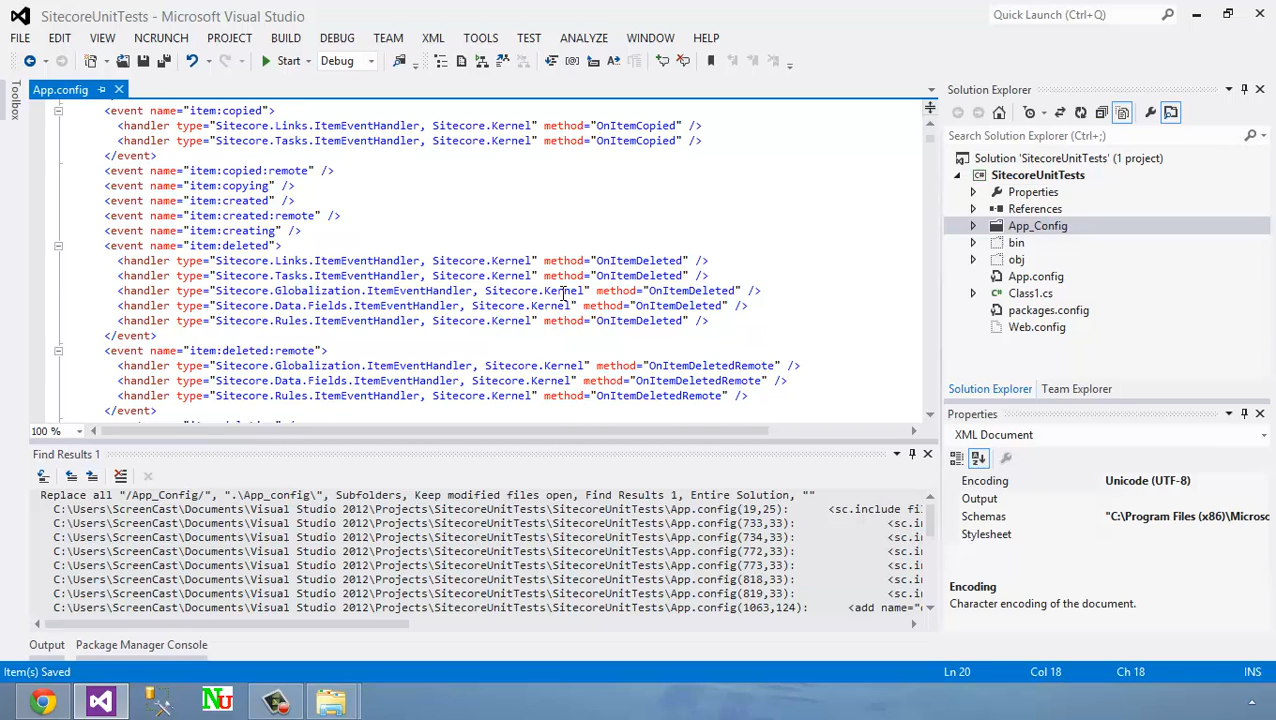 SitecoreUnitTests - Microsoft Visual Studio
Quick Launch (Ctrl+Q)
FILE EDIT VIEW NCRUNCH PROJECT BUILD DEBUG TEAM XML TOOLS TEST ANALYZE WINDOW HELP
Start Debug
Toolbox
App.config
<event name="item:copied">
<handler type="Sitecore.Links.ItemEventHandler, Sitecore.Kernel" method="OnItemCopied" />
<handler type="Sitecore.Tasks.ItemEventHandler, Sitecore.Kernel" method="OnItemCopied" />
</event>
<event name="item:copied:remote" />
<event name="item:copying" />
<event name="item:created" />
<event name="item:created:remote" />
<event name="item:creating" />
<event name="item:deleted">
<handler type="Sitecore.Links.ItemEventHandler, Sitecore.Kernel" method="OnItemDeleted" />
<handler type="Sitecore.Tasks.ItemEventHandler, Sitecore.Kernel" method="OnItemDeleted" />
<handler type="Sitecore.Globalization.ItemEventHandler, Sitecore.Kernel" method="OnItemDeleted" />
<handler type="Sitecore.Data.Fields.ItemEventHandler, Sitecore.Kernel" method="OnItemDeleted" />
<handler type="Sitecore.Rules.ItemEventHandler, Sitecore.Kernel" method="OnItemDeleted" />
</event>
<event name="item:deleted:remote">
<handler type="Sitecore.Globalization.ItemEventHandler, Sitecore.Kernel" method="OnItemDeletedRemote" />
<handler type="Sitecore.Data.Fields.ItemEventHandler, Sitecore.Kernel" method="OnItemDeletedRemote" />
<handler type="Sitecore.Rules.ItemEventHandler, Sitecore.Kernel" method="OnItemDeletedRemote" />
</event>
100 %
Find Results 1
Replace all "/App_Config/", ".\App_config\", Subfolders, Keep modified files open, Find Results 1, Entire Solution, ""
C:\Users\ScreenCast\Documents\Visual Studio 2012\Projects\SitecoreUnitTests\SitecoreUnitTests\App.config(19,25): <sc.include fi
C:\Users\ScreenCast\Documents\Visual Studio 2012\Projects\SitecoreUnitTests\SitecoreUnitTests\App.config(733,33): <sc.
C:\Users\ScreenCast\Documents\Visual Studio 2012\Projects\SitecoreUnitTests\SitecoreUnitTests\App.config(734,33): <sc.i
C:\Users\ScreenCast\Documents\Visual Studio 2012\Projects\SitecoreUnitTests\SitecoreUnitTests\App.config(772,33): <sc.
C:\Users\ScreenCast\Documents\Visual Studio 2012\Projects\SitecoreUnitTests\SitecoreUnitTests\App.config(773,33): <sc.i
C:\Users\ScreenCast\Documents\Visual Studio 2012\Projects\SitecoreUnitTests\SitecoreUnitTests\App.config(818,33): <sc.
C:\Users\ScreenCast\Documents\Visual Studio 2012\Projects\SitecoreUnitTests\SitecoreUnitTests\App.config(819,33): <sc.i
C:\Users\ScreenCast\Documents\Visual Studio 2012\Projects\SitecoreUnitTests\SitecoreUnitTests\App.config(1063,124): <add name="
Output Package Manager Console
Solution Explorer
Search Solution Explorer (Ctrl+;)
Solution 'SitecoreUnitTests' (1 project)
SitecoreUnitTests
Properties
References
App_Config
bin
obj
App.config
Class1.cs
packages.config
Web.config
Solution Explorer Team Explorer
Properties
XML Document
Encoding Unicode (UTF-8)
Output
Schemas "C:\Program Files (x86)\Microsc
Stylesheet
Encoding
Character encoding of the document.
Item(s) Saved Ln 20 Col 18 Ch 18 INS